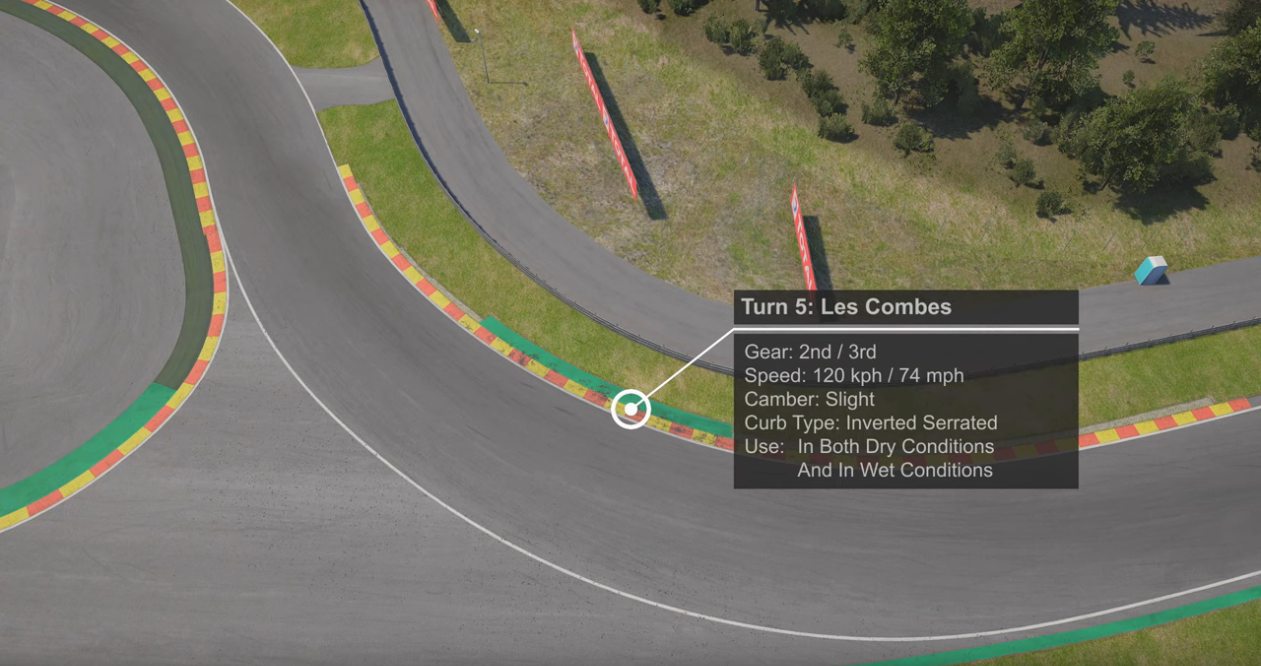 Turn 5: Les Combes
Gear: 2nd / 3rd
Speed: 120 kph / 74 mph
Camber: Slight
Curb Type: Inverted Serrated
Use: In Both Dry Conditions
And In Wet Conditions